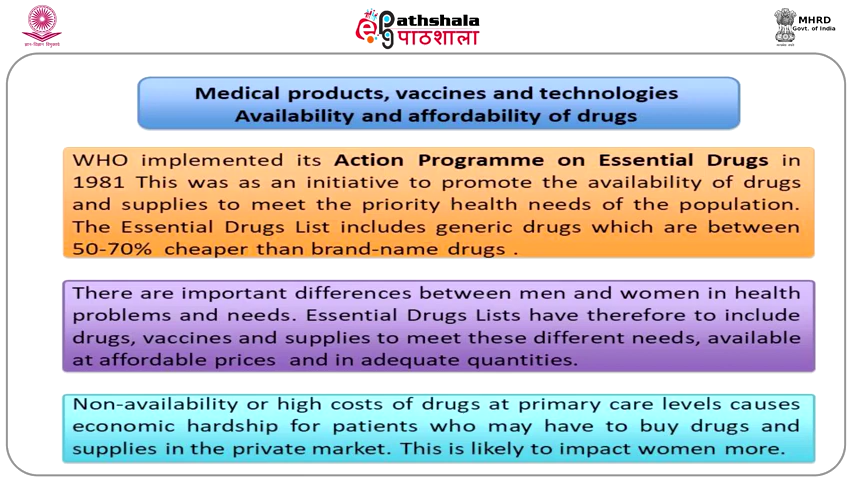 ज्ञान-विज्ञान विमुक्तये
ePathshala
पाठशाला
MHRD
Govt. of India
Medical products, vaccines and technologies
Availability and affordability of drugs
WHO implemented its Action Programme on Essential Drugs in
1981 This was as an initiative to promote the availability of drugs
and supplies to meet the priority health needs of the population.
The Essential Drugs List includes generic drugs which are between
50-70% cheaper than brand-name drugs .
There are important differences between men and women in health
problems and needs. Essential Drugs Lists have therefore to include
drugs, vaccines and supplies to meet these different needs, available
at affordable prices and in adequate quantities.
Non-availability or high costs of drugs at primary care levels causes
economic hardship for patients who may have to buy drugs and
supplies in the private market. This is likely to impact women more.